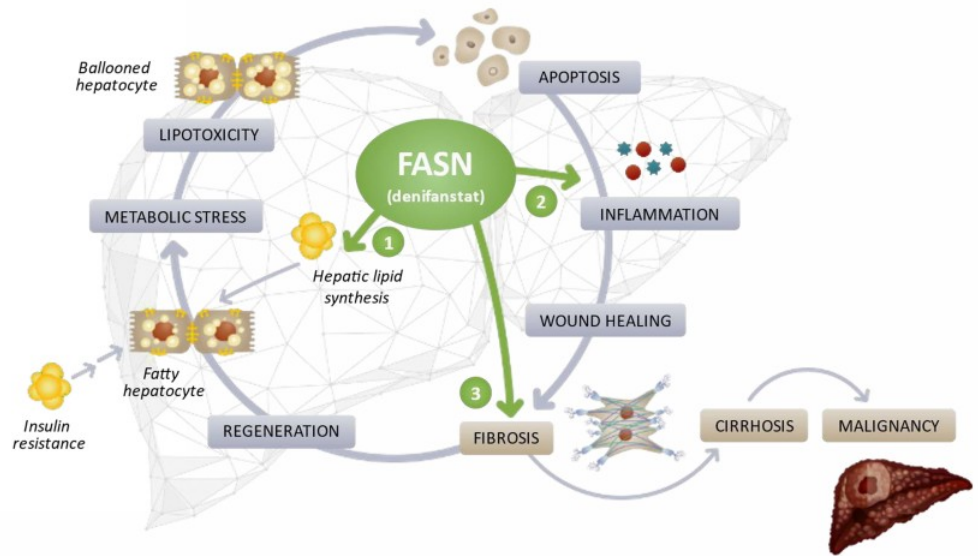 Ballooned
hepatocyte
APOPTOSIS
LIPOTOXICITY
FASN
(denifanstat)
METABOLIC STRESS
2
INFLAMMATION
1
Hepatic lipid
synthesis
WOUND HEALING
Fatty
hepatocyte
3
Insulin
resistance
REGENERATION
FIBROSIS
CIRRHOSIS
MALIGNANCY